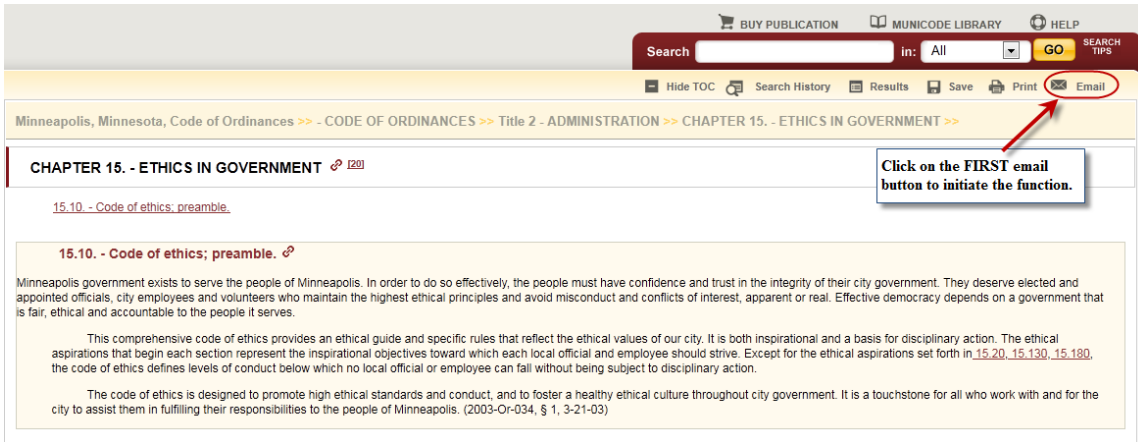 BUY PUBLICATION MUNICODE LIBRARY HELP
Search in: All GO SEARCH TIPS
Hide TOC Search History Results Save Print Email
Minneapolis, Minnesota, Code of Ordinances >> - CODE OF ORDINANCES >> Title 2 - ADMINISTRATION >> CHAPTER 15. - ETHICS IN GOVERNMENT >>
Click on the FIRST email
button to initiate the function.
CHAPTER 15. - ETHICS IN GOVERNMENT [20]
15.10. - Code of ethics; preamble.
15.10. - Code of ethics; preamble.
Minneapolis government exists to serve the people of Minneapolis. In order to do so effectively, the people must have confidence and trust in the integrity of their city government. They deserve elected and
appointed officials, city employees and volunteers who maintain the highest ethical principles and avoid misconduct and conflicts of interest, apparent or real. Effective democracy depends on a government that
is fair, ethical and accountable to the people it serves.
This comprehensive code of ethics provides an ethical guide and specific rules that reflect the ethical values of our city. It is both inspirational and a basis for disciplinary action. The ethical
aspirations that begin each section represent the inspirational objectives toward which each local official and employee should strive. Except for the ethical aspirations set forth in 15.20, 15.130, 15.180,
the code of ethics defines levels of conduct below which no local official or employee can fall without being subject to disciplinary action.
The code of ethics is designed to promote high ethical standards and conduct, and to foster a healthy ethical culture throughout city government. It is a touchstone for all who work with and for the
city to assist them in fulfilling their responsibilities to the people of Minneapolis. (2003-Or-034, § 1, 3-21-03)